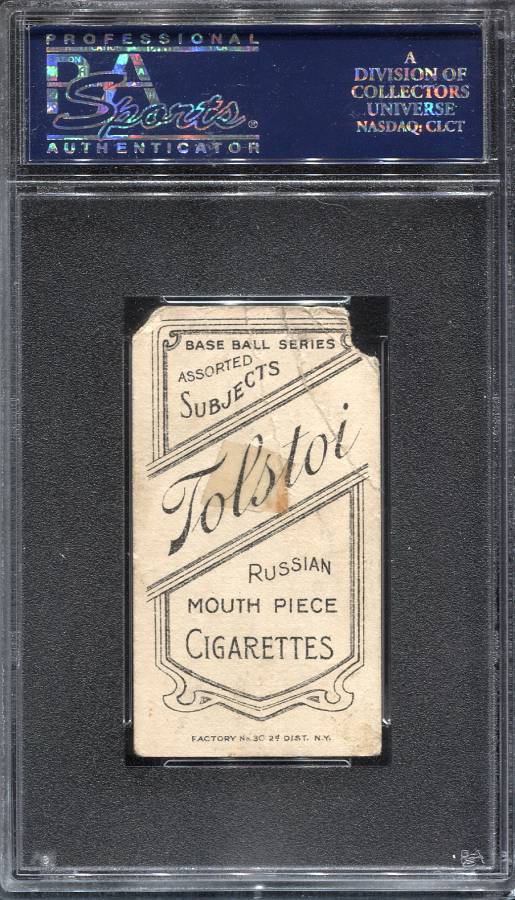 PROFESSIONAL
PSA
Sports®
AUTHENTICATOR
A
DIVISION OF
COLLECTORS
UNIVERSE
NASDAQ: CLCT
BASE BALL SERIES
ASSORTED
SUBJECTS
Tolstoi
RUSSIAN
MOUTH PIECE
CIGARETTES
FACTORY No. 30 2d DIST. N.Y.
PSA